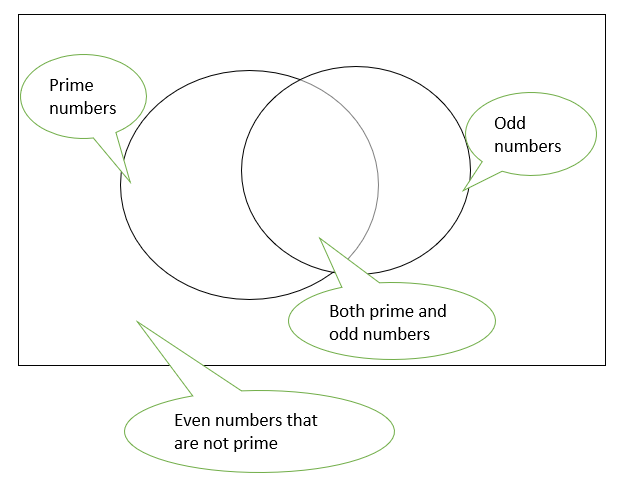 Prime
numbers
Odd
numbers
Both prime and
odd numbers
Even numbers that
are not prime